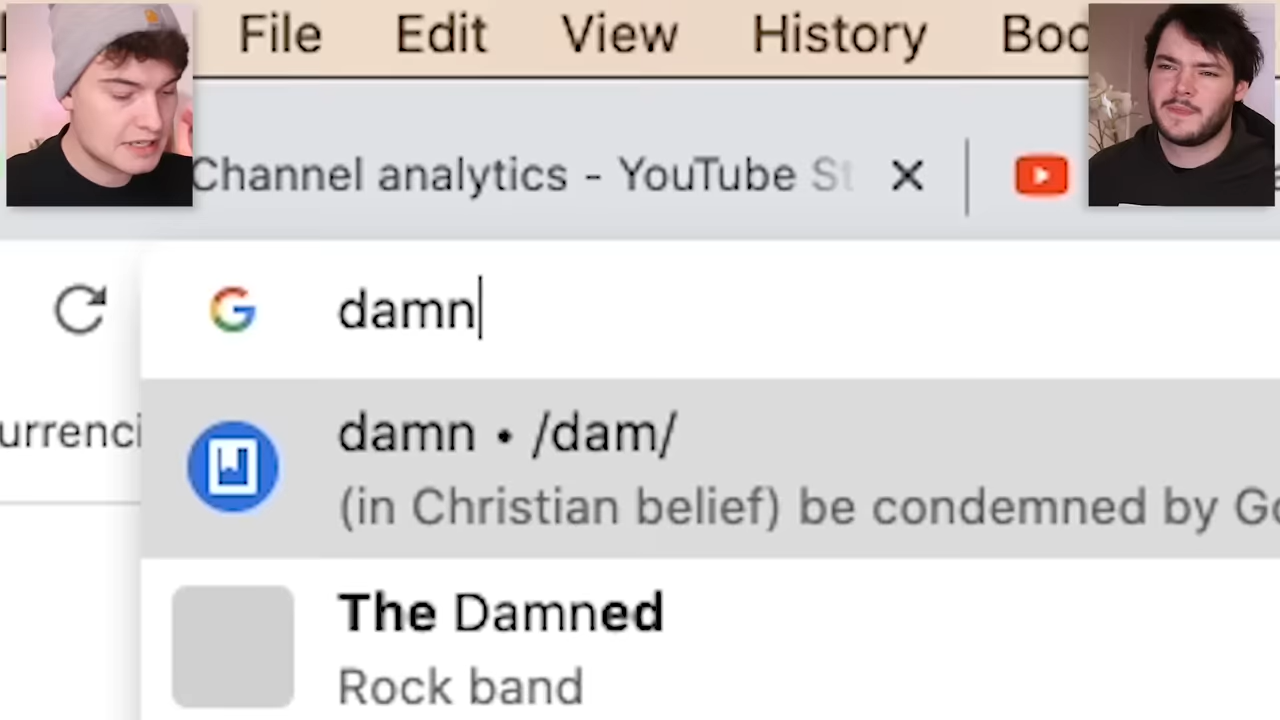 File Edit View History Boo
Channel analytics - YouTube St
damn
urrenci
damn • /dam/
(in Christian belief) be condemned by Go
The Damned
Rock band